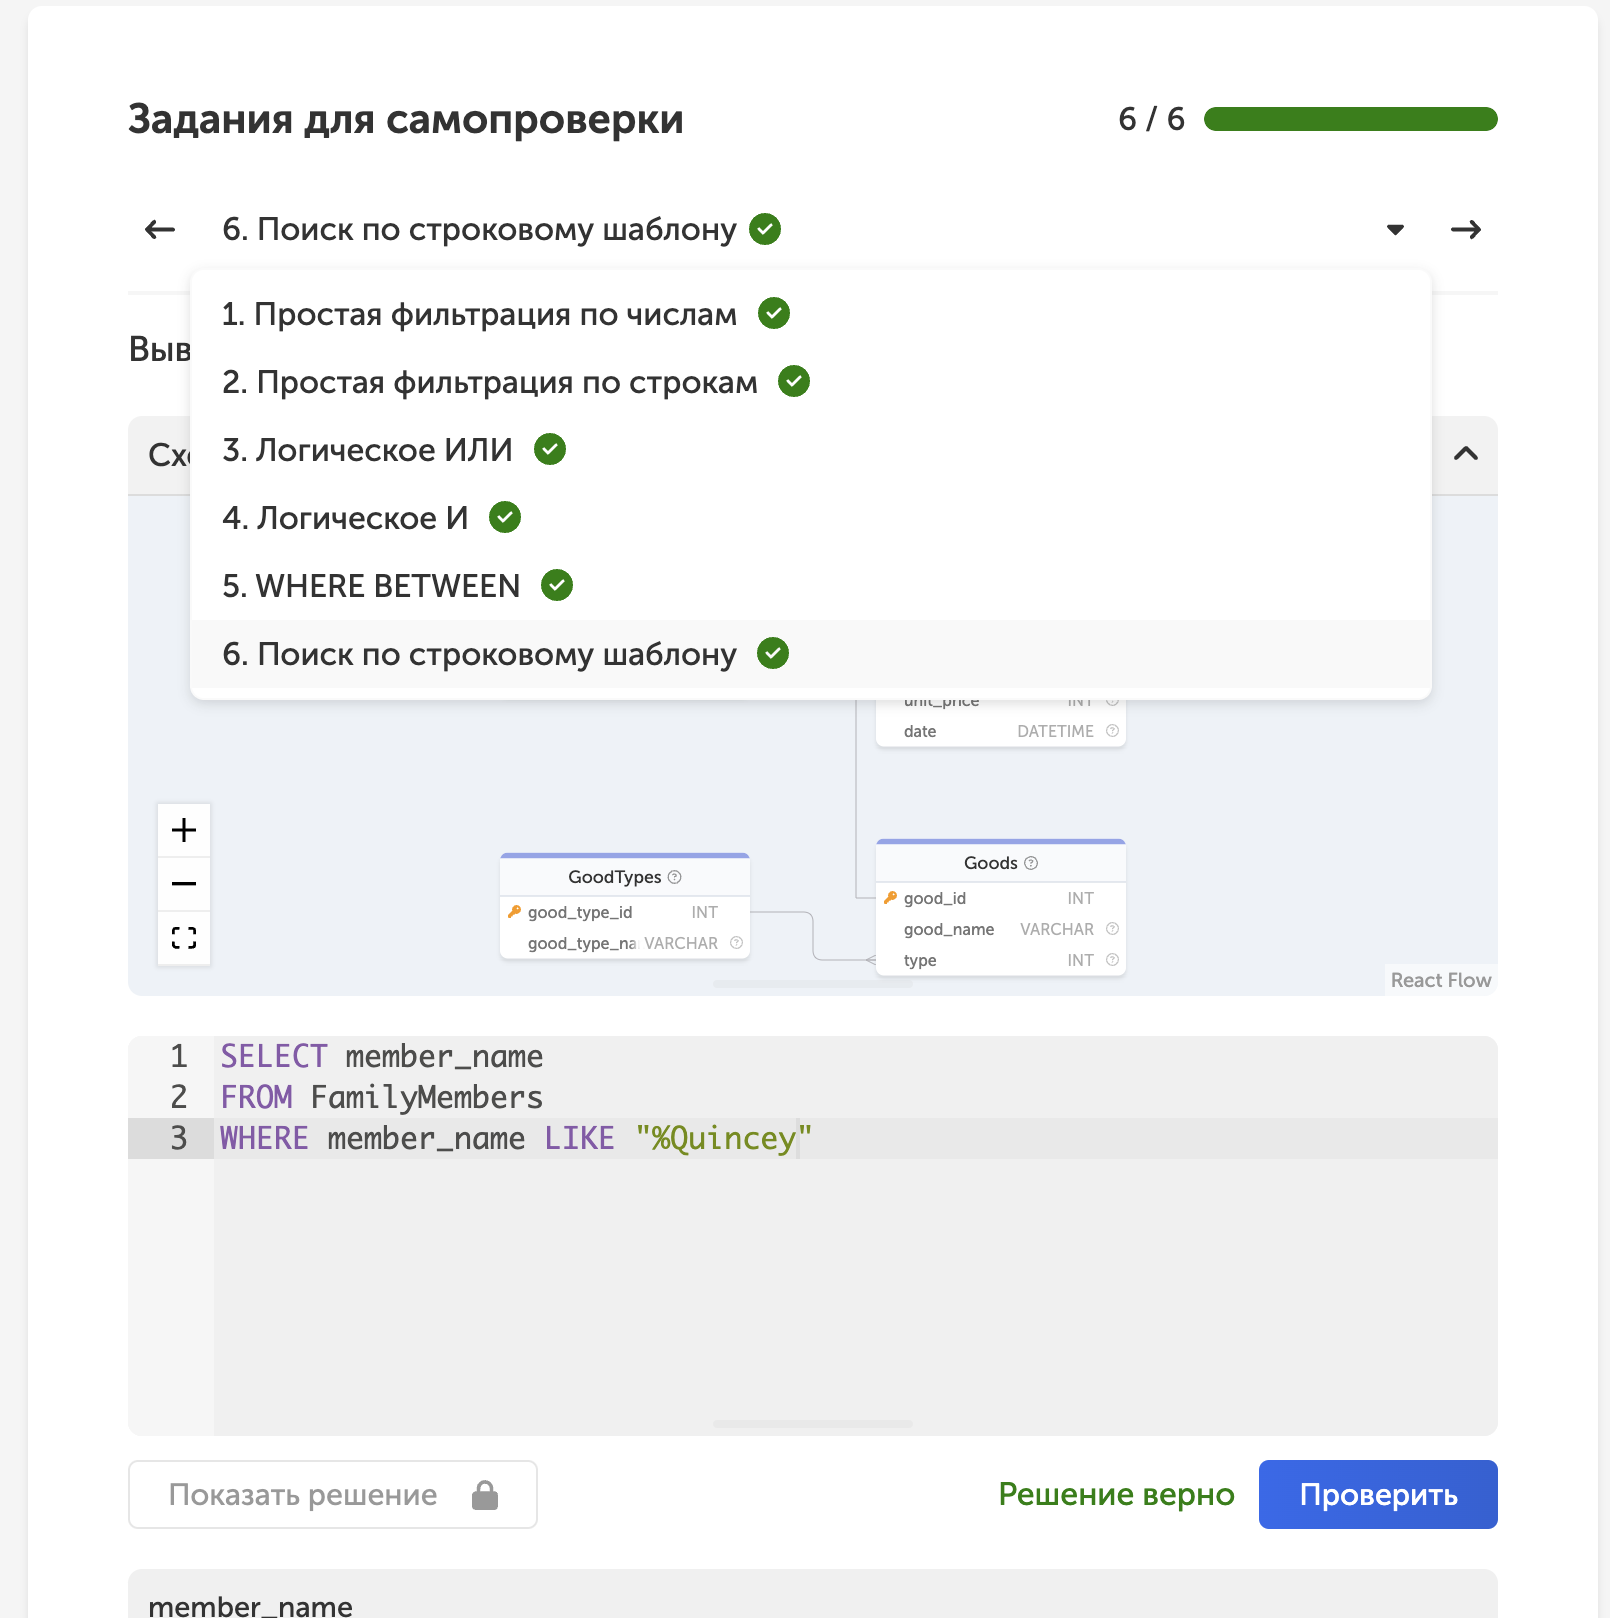 Задания для самопроверки
6 / 6
6. Поиск по строковому шаблону
1. Простая фильтрация по числам
2. Простая фильтрация по строкам
3. Логическое ИЛИ
4. Логическое И
5. WHERE BETWEEN
6. Поиск по строковому шаблону
unit_price INT
date DATETIME
GoodTypes
good_type_id INT
good_type_na VARCHAR
Goods
good_id INT
good_name VARCHAR
type INT
React Flow
1 SELECT member_name
2 FROM FamilyMembers
3 WHERE member_name LIKE "%Quincey"
Показать решение
Решение верно
Проверить
member_name